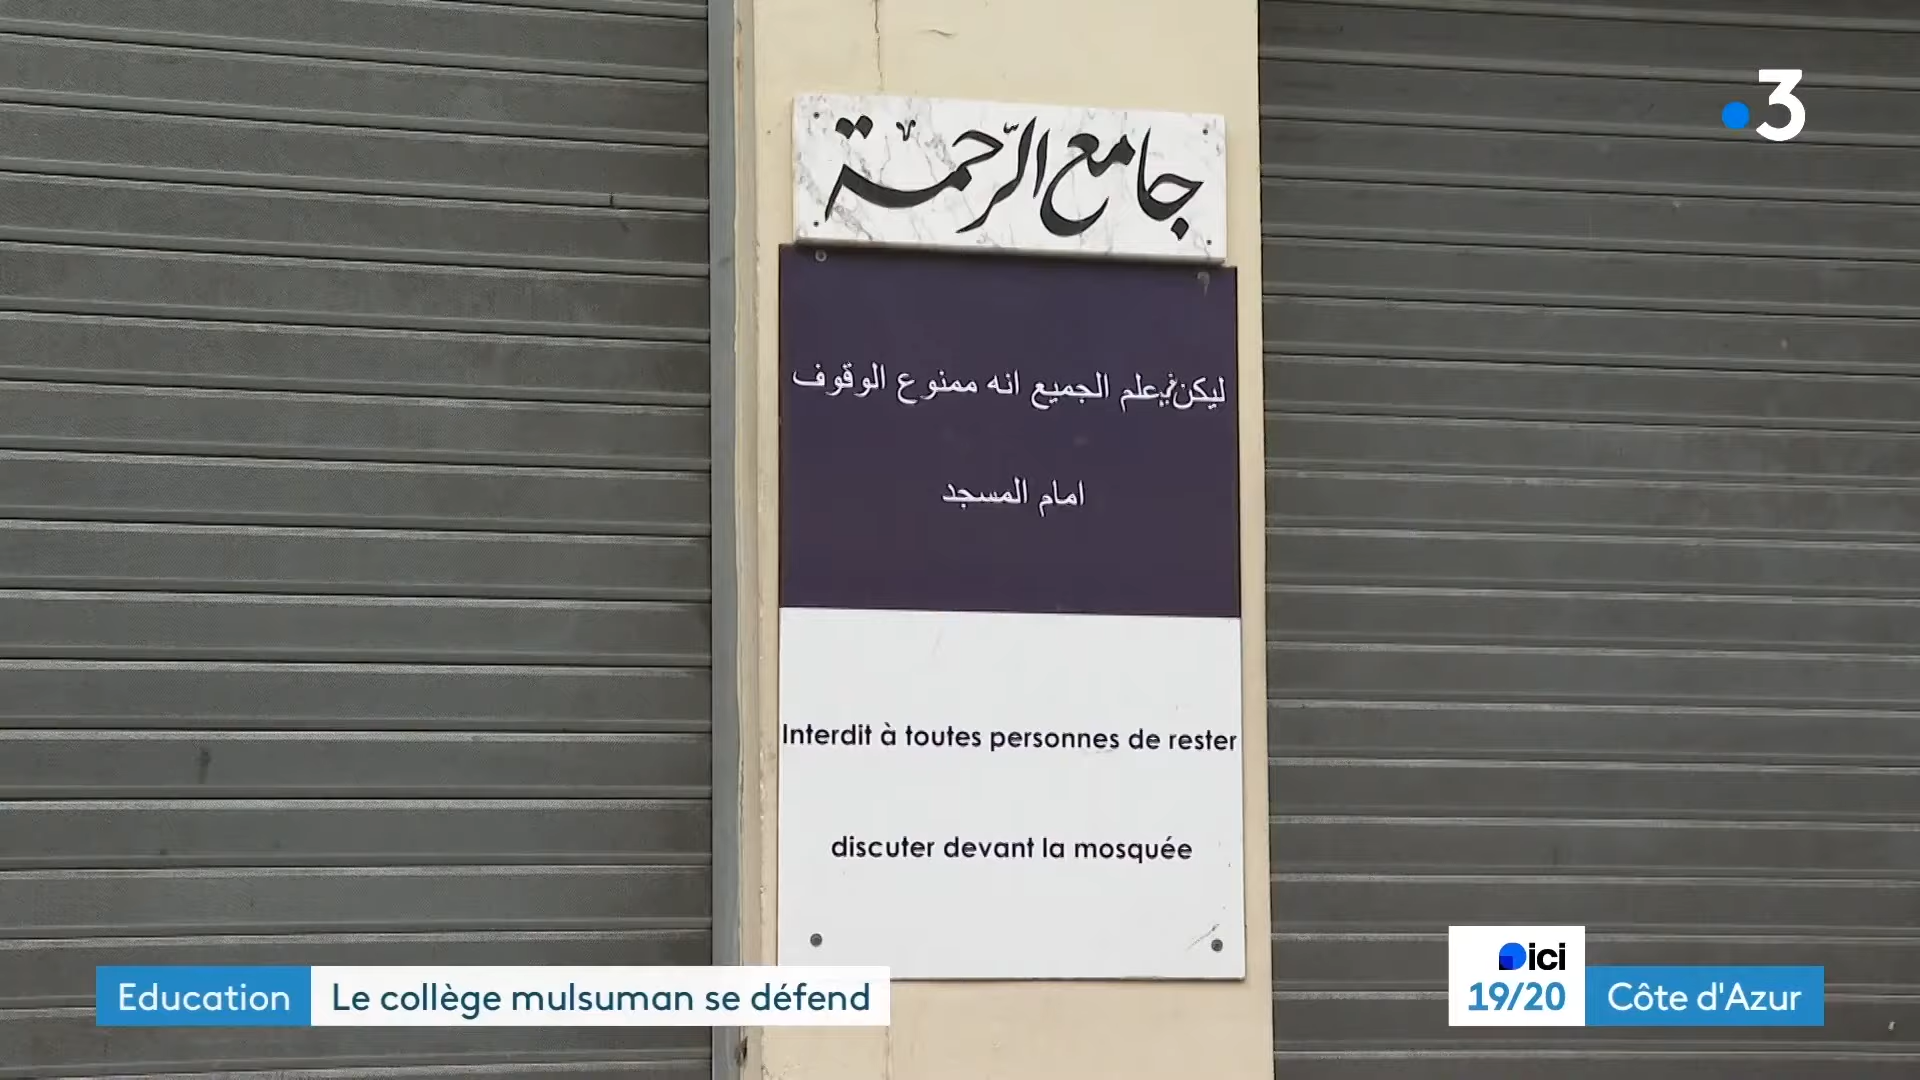 3
جامع الرّحمة
ليكن في علم الجميع انه ممنوع الوقوف
امام المسجد
Interdit à toutes personnes de rester
discuter devant la mosquée
Education Le collège mulsuman se défend
ici
19/20 Côte d'Azur